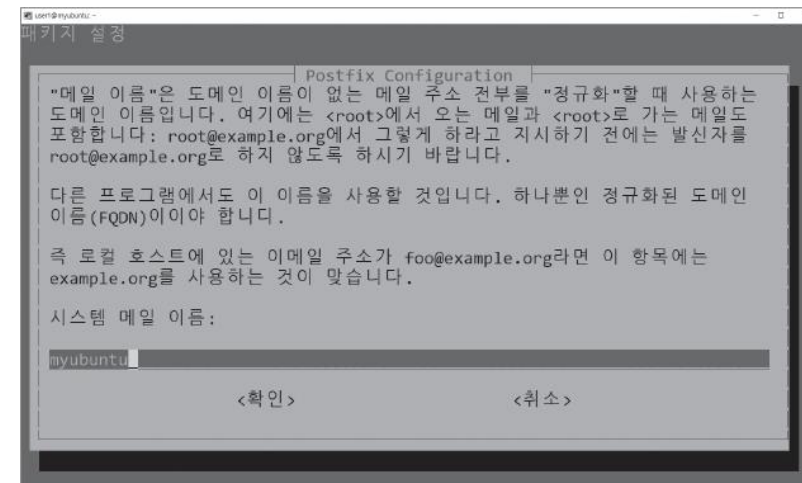 user1@myubuntu: ~
패키지 설정
Postfix Configuration
"메일 이름"은 도메인 이름이 없는 메일 주소 전부를 "정규화"할 때 사용하는
도메인 이름입니다. 여기에는 <root>에서 오는 메일과 <root>로 가는 메일도
포함합니다: root@example.org에서 그렇게 하라고 지시하기 전에는 발신자를
root@example.org로 하지 않도록 하시기 바랍니다.
다른 프로그램에서도 이 이름을 사용할 것입니다. 하나뿐인 정규화된 도메인
이름(FQDN)이이야 합니디.
즉 로컬 호스트에 있는 이메일 주소가 foo@example.org라면 이 항목에는
example.org를 사용하는 것이 맞습니다.
시스템 메일 이름:
myubuntu
<확인> <취소>